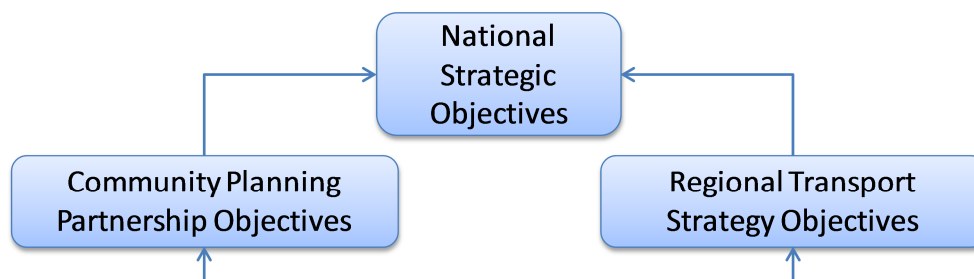 National
Strategic
Objectives
Community Planning
Partnership Objectives
Regional Transport
Strategy Objectives